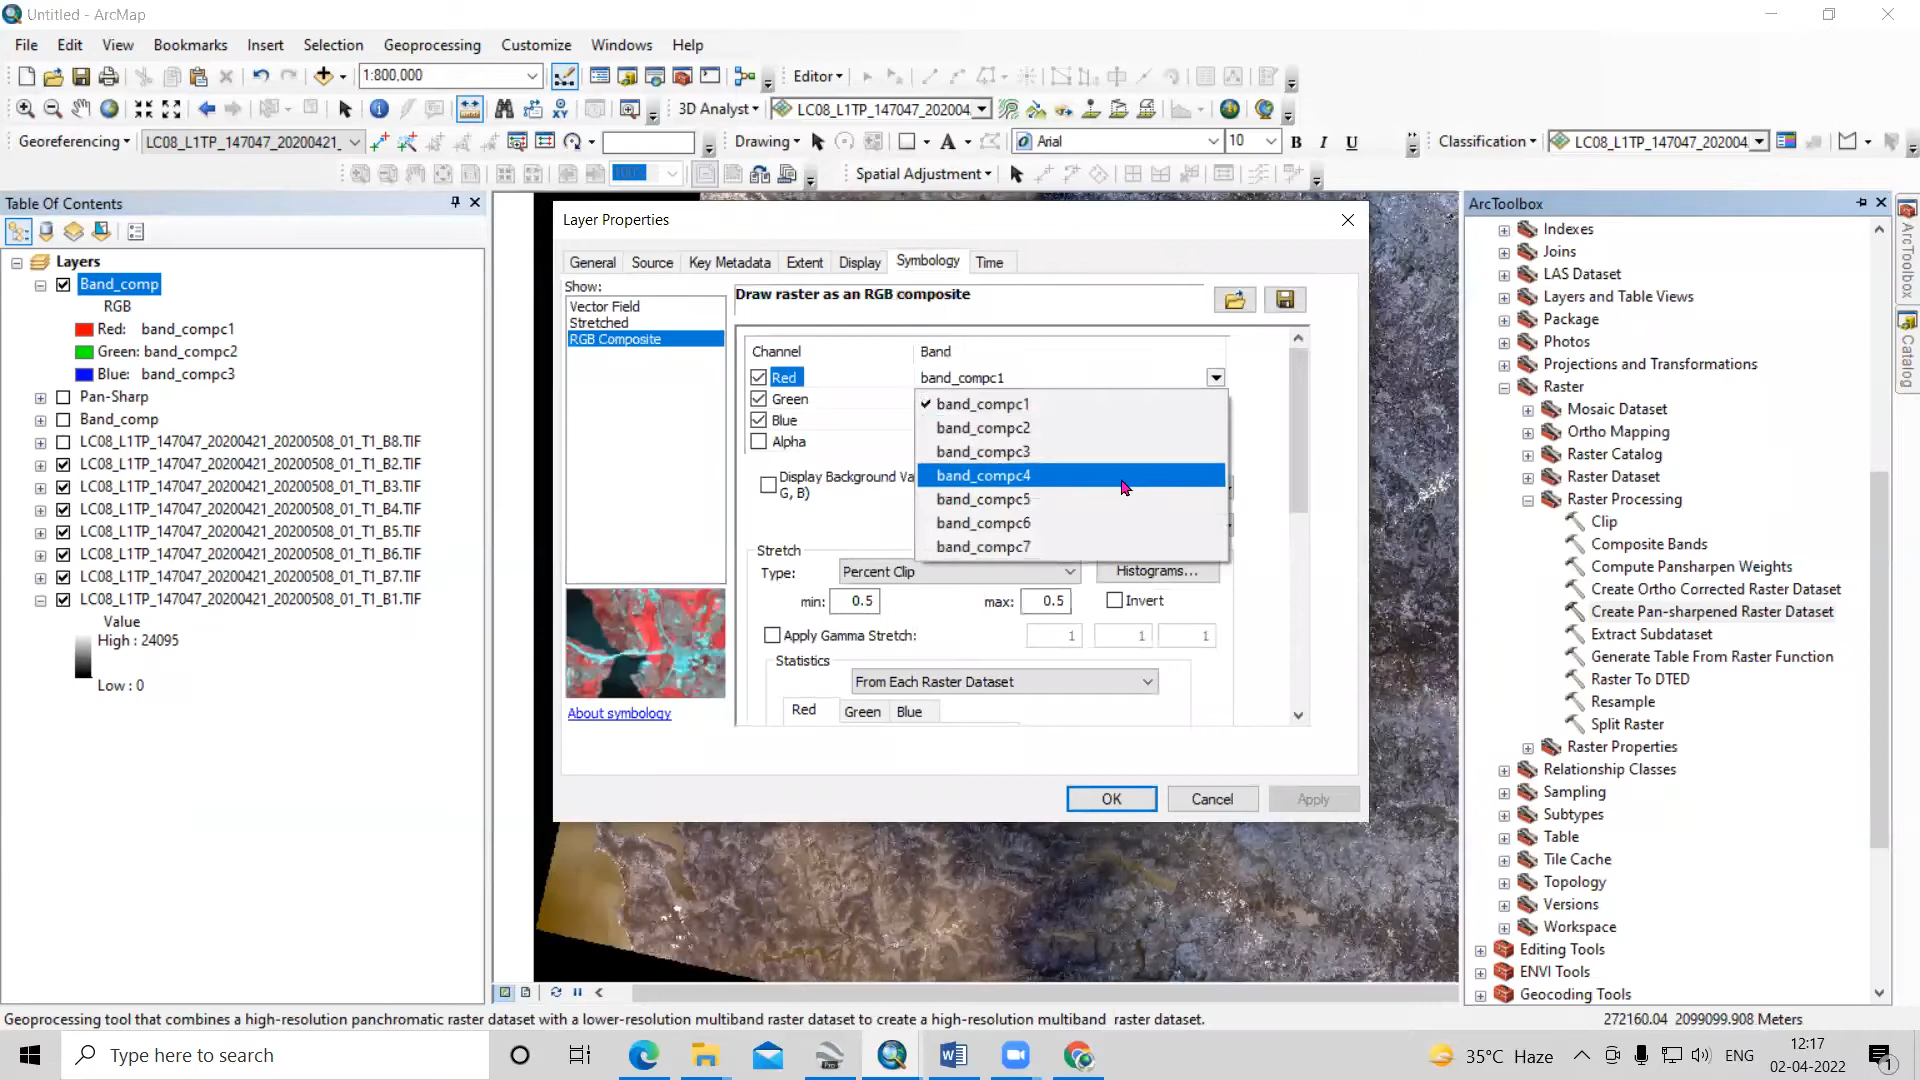 Untitled - ArcMap
File Edit View Bookmarks Insert Selection Geoprocessing Customize Windows Help
1:800,000
Editor
3D Analyst
LC08_L1TP_147047_202004
Georeferencing
LC08_L1TP_147047_20200421_
Drawing
Arial
10
B I U
Classification
LC08_L1TP_147047_202004
100%
Spatial Adjustment
Table Of Contents
Layers
Band_comp
RGB
Red: band_compc1
Green: band_compc2
Blue: band_compc3
Pan-Sharp
Band_comp
LC08_L1TP_147047_20200421_20200508_01_T1_B8.TIF
LC08_L1TP_147047_20200421_20200508_01_T1_B2.TIF
LC08_L1TP_147047_20200421_20200508_01_T1_B3.TIF
LC08_L1TP_147047_20200421_20200508_01_T1_B4.TIF
LC08_L1TP_147047_20200421_20200508_01_T1_B5.TIF
LC08_L1TP_147047_20200421_20200508_01_T1_B6.TIF
LC08_L1TP_147047_20200421_20200508_01_T1_B7.TIF
LC08_L1TP_147047_20200421_20200508_01_T1_B1.TIF
Value
High : 24095
Low : 0
Layer Properties
General Source Key Metadata Extent Display Symbology Time
Show:
Vector Field
Stretched
RGB Composite
About symbology
Draw raster as an RGB composite
Channel Band
Red band_compc1
Green
Blue
Alpha
band_compc1
band_compc2
band_compc3
band_compc4
band_compc5
band_compc6
band_compc7
Display Background Va
G, B)
Stretch
Type: Percent Clip Histograms...
min: 0.5 max: 0.5 Invert
Apply Gamma Stretch: 1 1 1
Statistics
From Each Raster Dataset
Red Green Blue
OK Cancel Apply
ArcToolbox
Indexes
Joins
LAS Dataset
Layers and Table Views
Package
Photos
Projections and Transformations
Raster
Mosaic Dataset
Ortho Mapping
Raster Catalog
Raster Dataset
Raster Processing
Clip
Composite Bands
Compute Pansharpen Weights
Create Ortho Corrected Raster Dataset
Create Pan-sharpened Raster Dataset
Extract Subdataset
Generate Table From Raster Function
Raster To DTED
Resample
Split Raster
Raster Properties
Relationship Classes
Sampling
Subtypes
Table
Tile Cache
Topology
Versions
Workspace
Editing Tools
ENVI Tools
Geocoding Tools
ArcToolbox
Catalog
Geoprocessing tool that combines a high-resolution panchromatic raster dataset with a lower-resolution multiband raster dataset to create a high-resolution multiband raster dataset.
272160.04 2099099.908 Meters
Type here to search
35°C Haze
ENG
12:17
02-04-2022
1